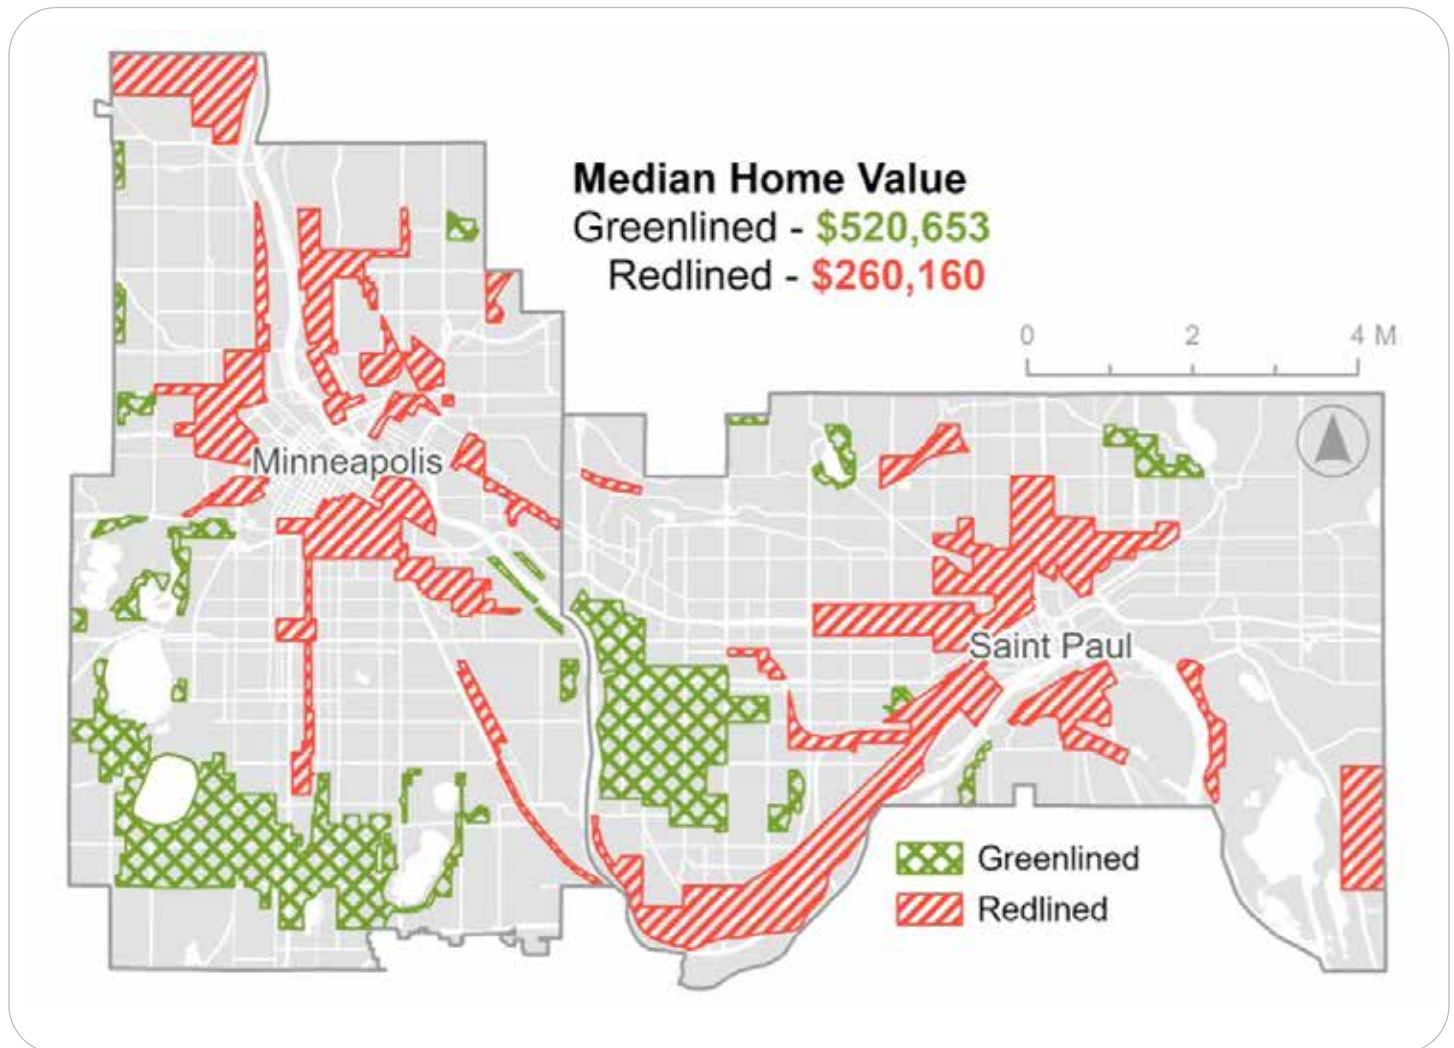 Median Home Value
Greenlined - $520,653
Redlined - $260,160
0 2 4 M
Minneapolis
Saint Paul
Greenlined
Redlined